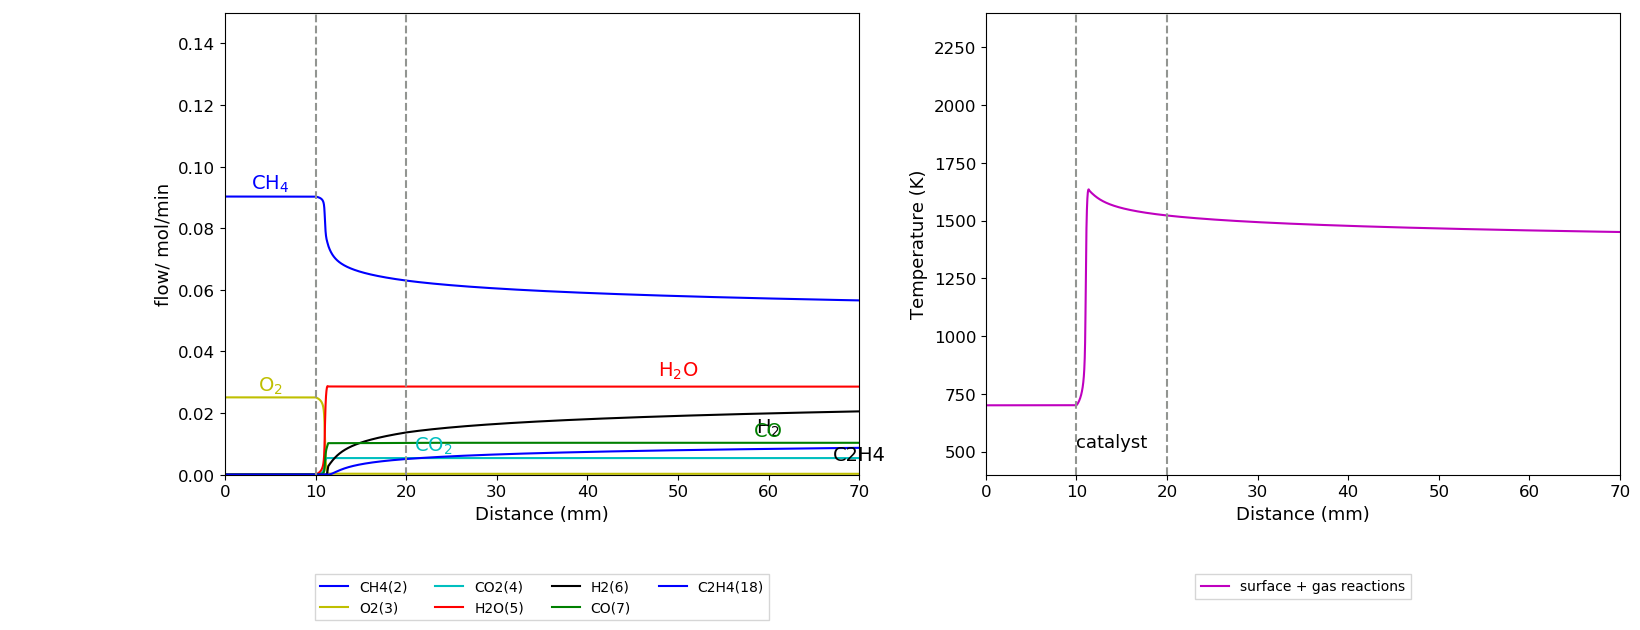 0.14
0.12
0.10
0.08
0.06
0.04
0.02
0.00
flow/ mol/min
CH₄
O₂
H₂O
H₂
CO
CO₂
C2H4
0 10 20 30 40 50 60 70
Distance (mm)
CH4(2) CO2(4) H2(6) C2H4(18)
O2(3) H2O(5) CO(7)
2250
2000
1750
1500
1250
1000
750
500
Temperature (K)
catalyst
0 10 20 30 40 50 60 70
Distance (mm)
surface + gas reactions